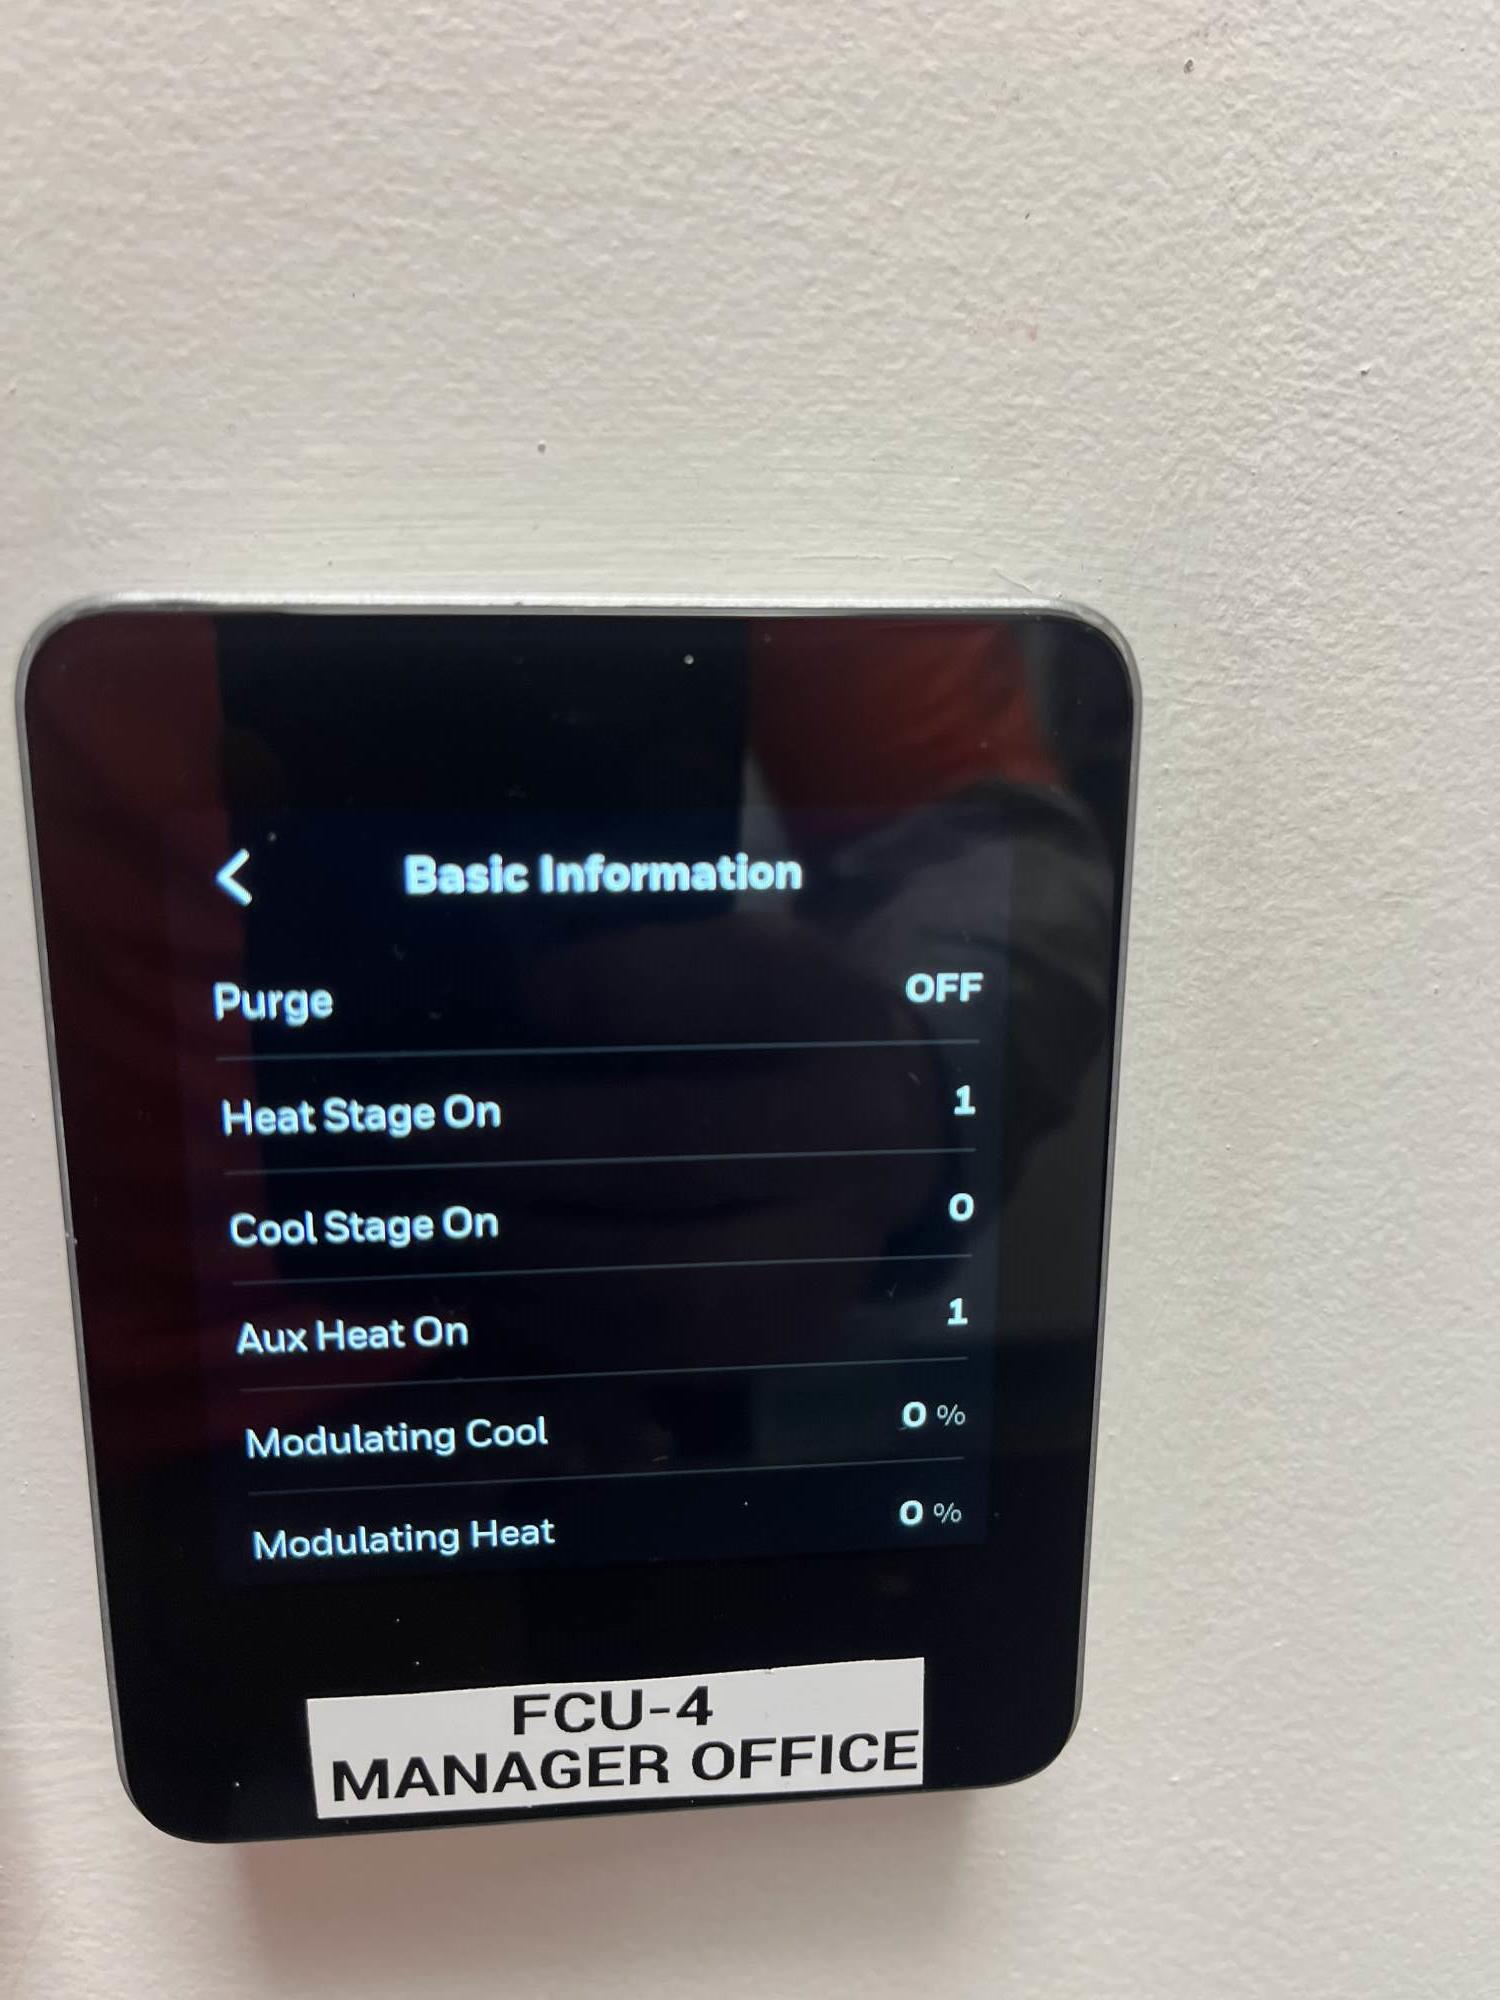 < Basic Information
Purge OFF
Heat Stage On 1
Cool Stage On 0
Aux Heat On 1
Modulating Cool 0 %
Modulating Heat 0 %
FCU-4
MANAGER OFFICE